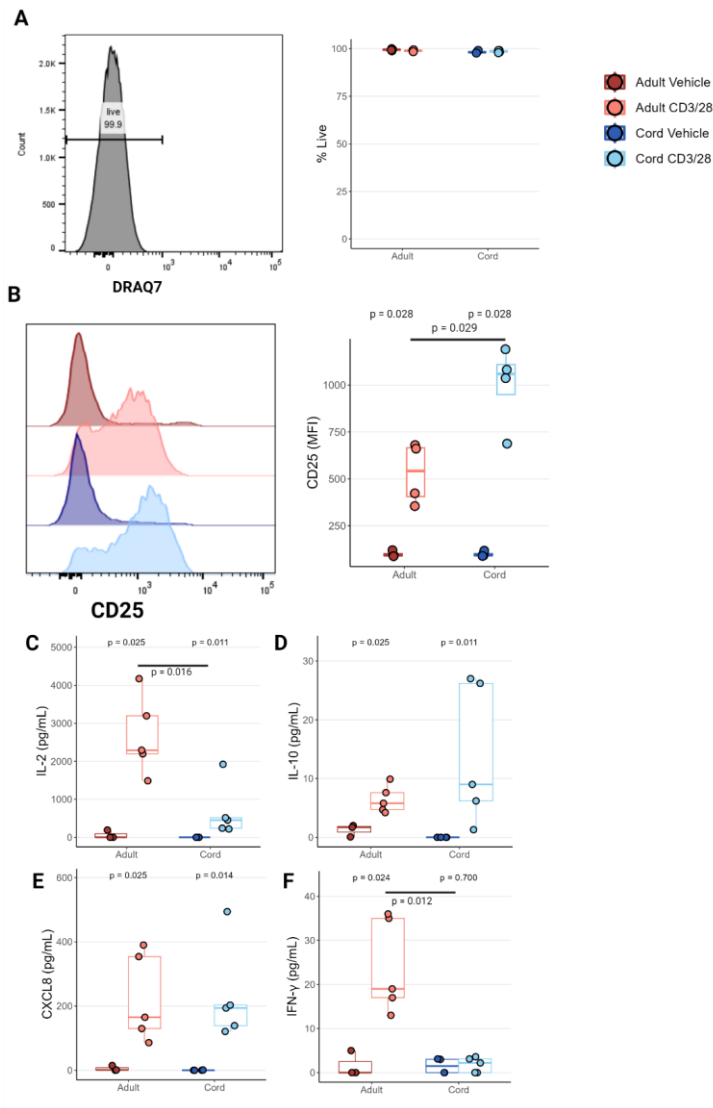 A
2.0K
1.5K
1.0K
500
0
Count
live
99.9
0
10³
10⁴
10⁵
DRAQ7
100
75
50
25
0
% Live
Adult
Cord
Adult Vehicle
Adult CD3/28
Cord Vehicle
Cord CD3/28
B
0
10³
10⁴
10⁵
CD25
p = 0.028
p = 0.028
p = 0.029
1000
750
500
250
CD25 (MFI)
Adult
Cord
C
p = 0.025
p = 0.011
p = 0.016
5000
4000
3000
2000
1000
0
IL-2 (pg/mL)
Adult
Cord
D
p = 0.025
p = 0.011
30
20
10
0
IL-10 (pg/mL)
Adult
Cord
E
p = 0.025
p = 0.014
600
400
200
0
CXCL8 (pg/mL)
Adult
Cord
F
p = 0.024
p = 0.700
p = 0.012
40
30
20
10
0
IFN-γ (pg/mL)
Adult
Cord